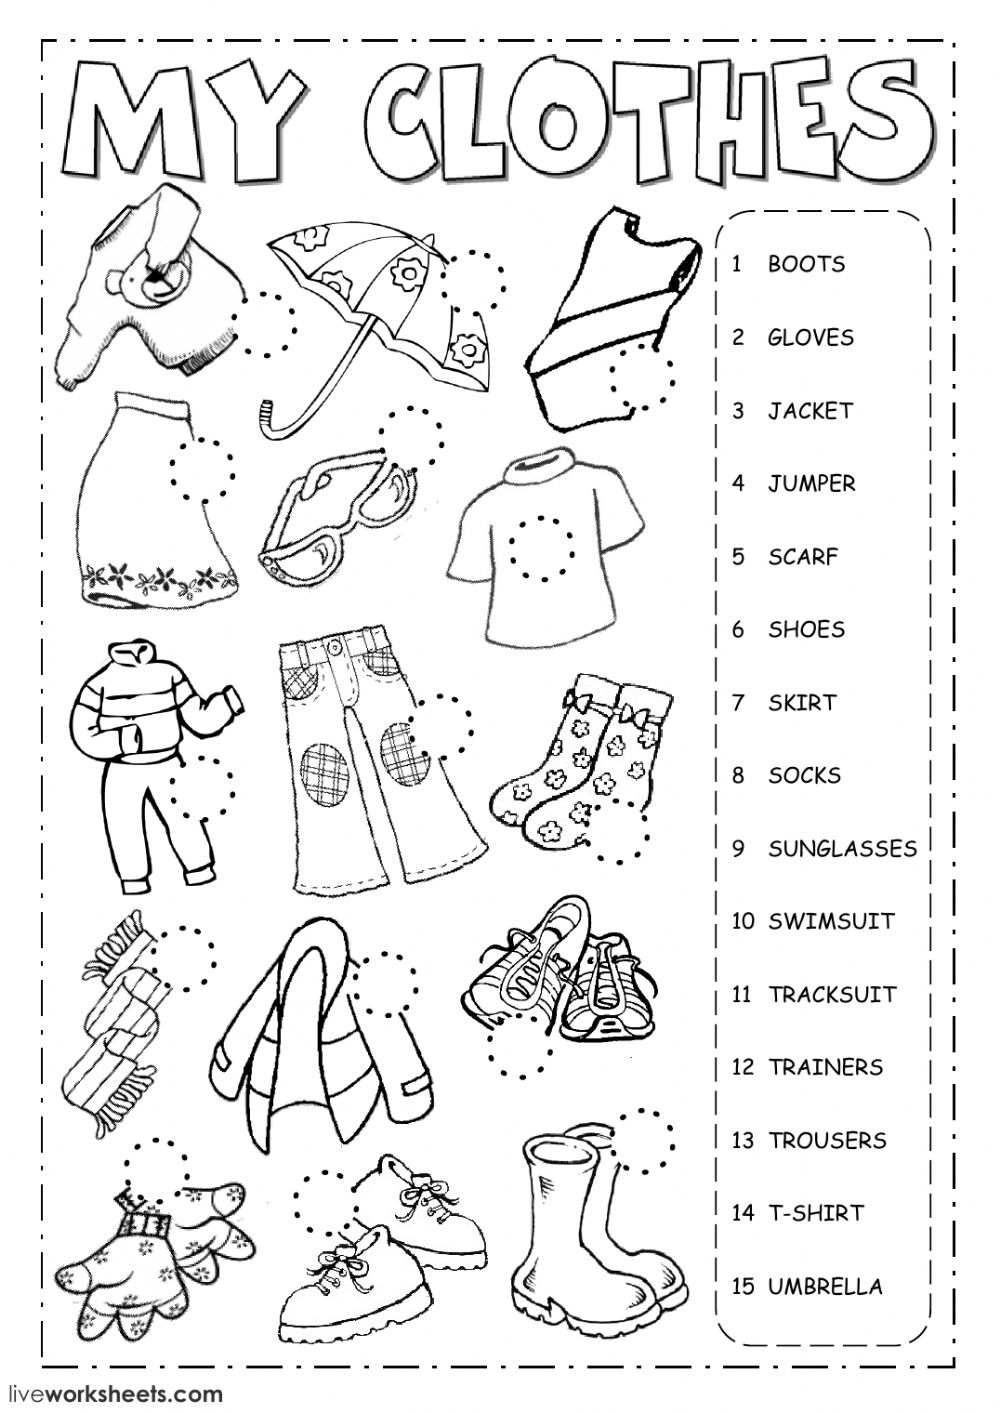 MY CLOTHES
1 BOOTS
2 GLOVES
3 JACKET
4 JUMPER
5 SCARF
6 SHOES
7 SKIRT
8 SOCKS
9 SUNGLASSES
10 SWIMSUIT
11 TRACKSUIT
12 TRAINERS
13 TROUSERS
14 T-SHIRT
15 UMBRELLA
liveworksheets.com